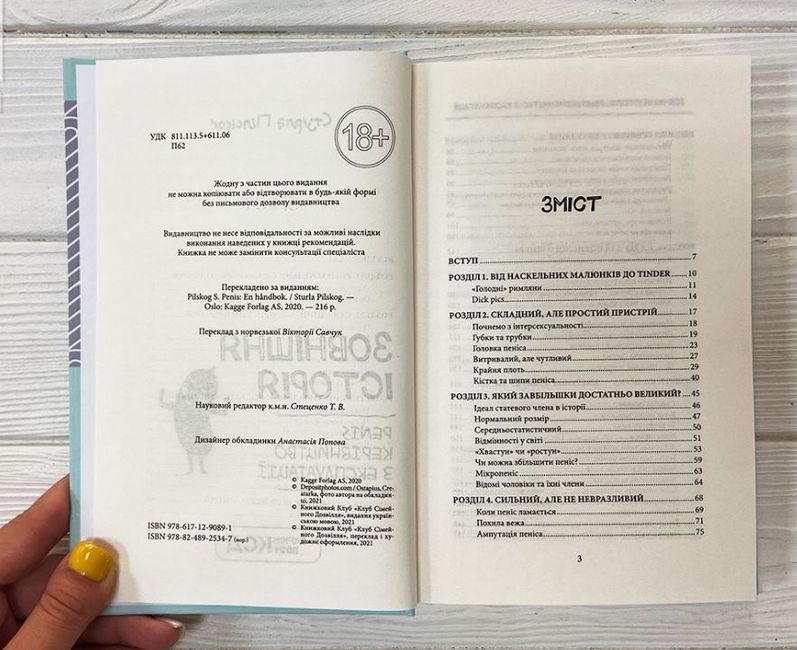 УДК 811.113.5+611.06
П62
18+
Жодну з частин цього видання
не можна копіювати або відтворювати в будь-якій формі
без письмового дозволу видавництва
Видавництво не несе відповідальності за можливі наслідки
виконання наведених у книжці рекомендацій.
Книжка не може замінити консультації спеціаліста
Перекладено за виданням:
Pilskog S. Penis: En håndbok. / Sturla Pilskog. —
Oslo: Kagge Forlag AS, 2020. — 216 p.
Переклад з норвезької Вікторії Савчук
Науковий редактор к.м.н. Стеценко Т. В.
Дизайнер обкладинки Анастасія Попова
© Kagge Forlag AS, 2020
© Depositphotos.com / Ostapius, Cre-
starka, фото автора на обкладин-
ці, 2021
© Книжковий Клуб «Клуб Сімей-
ного Дозвілля», видання україн-
ською мовою, 2021
© Книжковий Клуб «Клуб Сімей-
ного Дозвілля», переклад і ху-
дожнє оформлення, 2021
ISBN 978-617-12-9089-1
ISBN 978-82-489-2534-7 (нор.)
ЗМІСТ
ВСТУП 7
РОЗДІЛ 1. ВІД НАСКЕЛЬНИХ МАЛЮНКІВ ДО TINDER 10
«Голодні» римляни 11
Dick pics 14
РОЗДІЛ 2. СКЛАДНИЙ, АЛЕ ПРОСТИЙ ПРИСТРІЙ 17
Почнемо з інтерсексуальності 18
Губки та трубки 19
Головка пеніса 23
Витривалий, але чутливий 27
Крайня плоть 29
Кістка та шипи пеніса 40
РОЗДІЛ 3. ЯКИЙ ЗАВБІЛЬШКИ ДОСТАТНЬО ВЕЛИКИЙ? 45
Ідеал статевого члена в історії 46
Нормальний розмір 47
Середньостатистичний 50
Відмінності у світі 51
«Хвастун» чи «ростун» 53
Чи можна збільшити пеніс? 59
Мікропеніс 63
Відомі чоловіки та їхні члени 64
РОЗДІЛ 4. СИЛЬНИЙ, АЛЕ НЕ НЕВРАЗЛИВИЙ 68
Коли пеніс ламається 69
Похила вежа 71
Ампутація пеніса 75
3